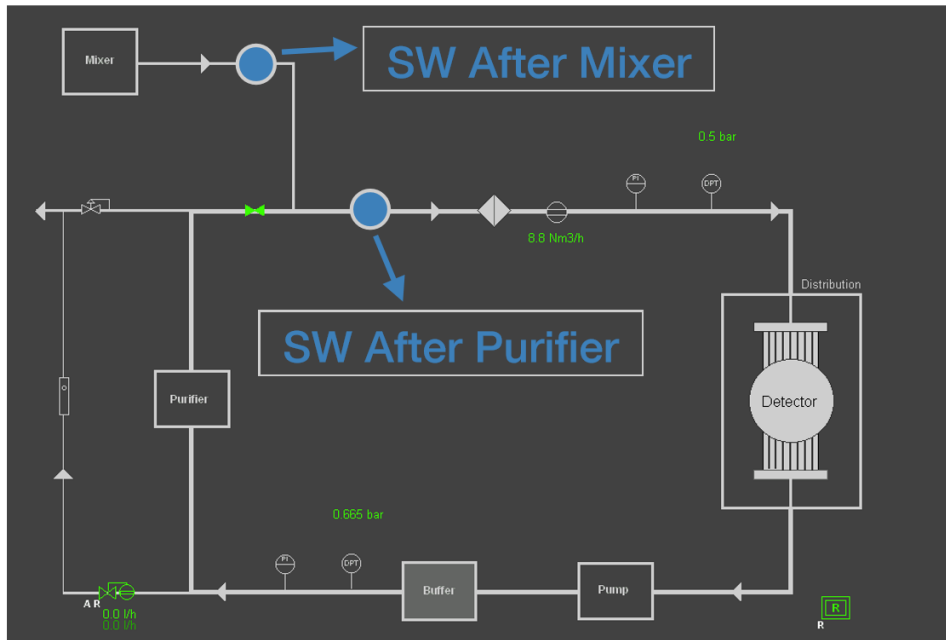 Mixer
SW After Mixer
0.5 bar
PI
DPT
8.8 Nm3/h
Distribution
SW After Purifier
Purifier
Detector
0.665 bar
PI
DPT
Buffer
Pump
A R
0.0 l/h
0.0 l/h
R
R